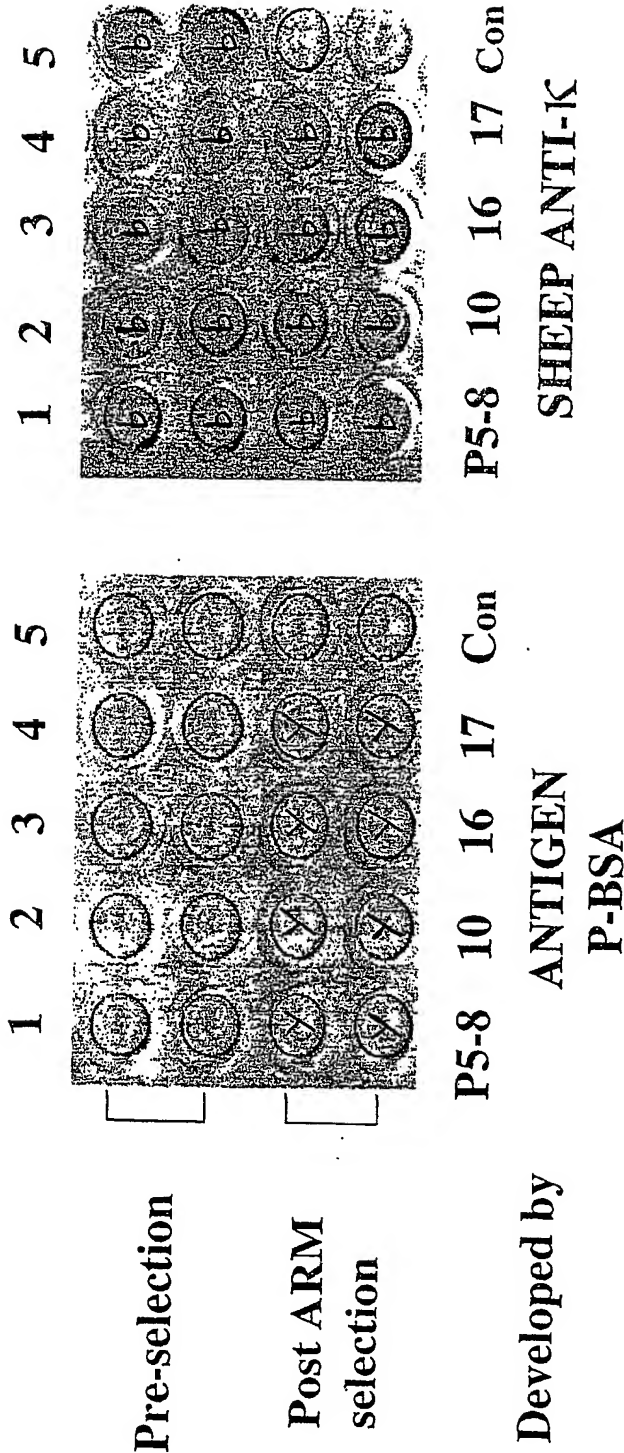 1 2 3 4 5
1 2 3 4 5
Pre-selection
Post ARM
selection
P5-8 10 16 17 Con
P5-8 10 16 17 Con
Developed by
ANTIGEN
P-BSA
SHEEP ANTI-K